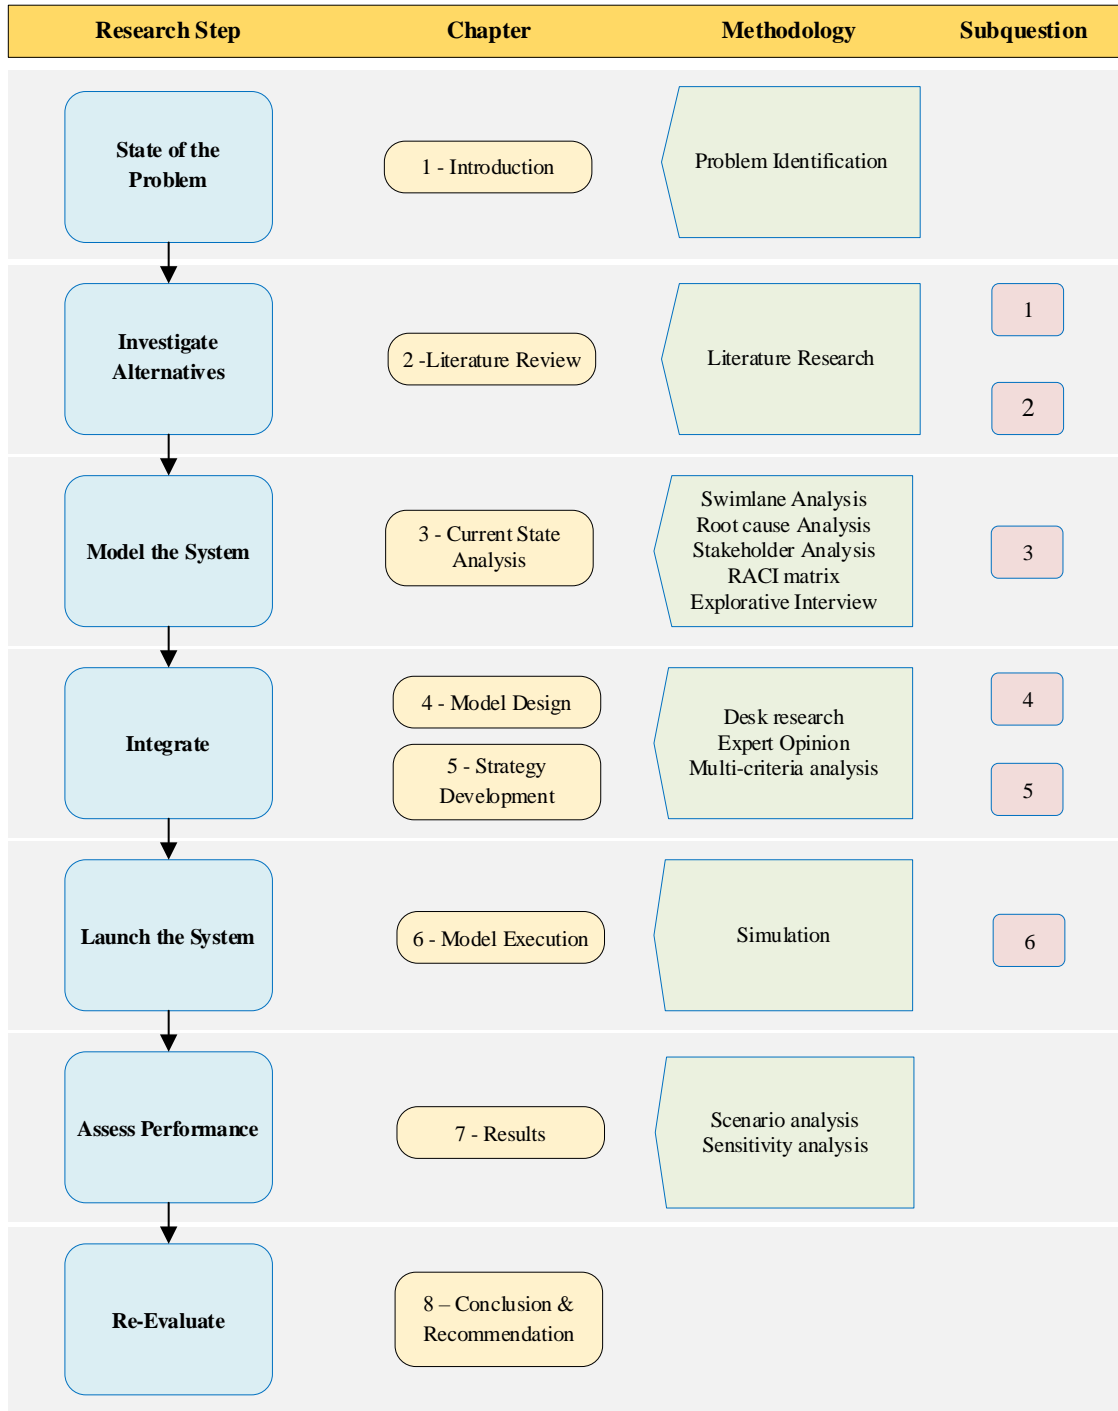 Research Step Chapter Methodology Subquestion
State of the
Problem
1 - Introduction
Problem Identification
Investigate
Alternatives
2 -Literature Review
Literature Research
1
2
Model the System
3 - Current State
Analysis
Swimlane Analysis
Root cause Analysis
Stakeholder Analysis
RACI matrix
Explorative Interview
3
Integrate
4 - Model Design
5 - Strategy
Development
Desk research
Expert Opinion
Multi-criteria analysis
4
5
Launch the System
6 - Model Execution
Simulation
6
Assess Performance
7 - Results
Scenario analysis
Sensitivity analysis
Re-Evaluate
8 – Conclusion &
Recommendation